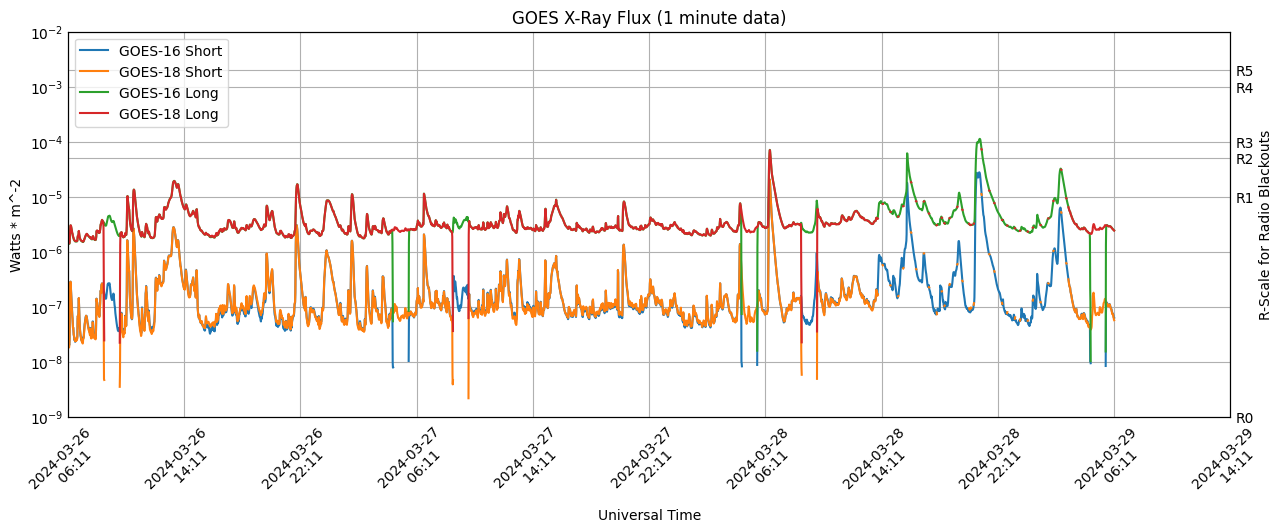 GOES X-Ray Flux (1 minute data)
GOES-16 Short
GOES-18 Short
GOES-16 Long
GOES-18 Long
Watts * m^-2
10^-2
10^-3
10^-4
10^-5
10^-6
10^-7
10^-8
10^-9
R5
R4
R3
R2
R1
R0
R-Scale for Radio Blackouts
2024-03-26
06:11
2024-03-26
14:11
2024-03-26
22:11
2024-03-27
06:11
2024-03-27
14:11
2024-03-27
22:11
2024-03-28
06:11
2024-03-28
14:11
2024-03-28
22:11
2024-03-29
06:11
2024-03-29
14:11
Universal Time